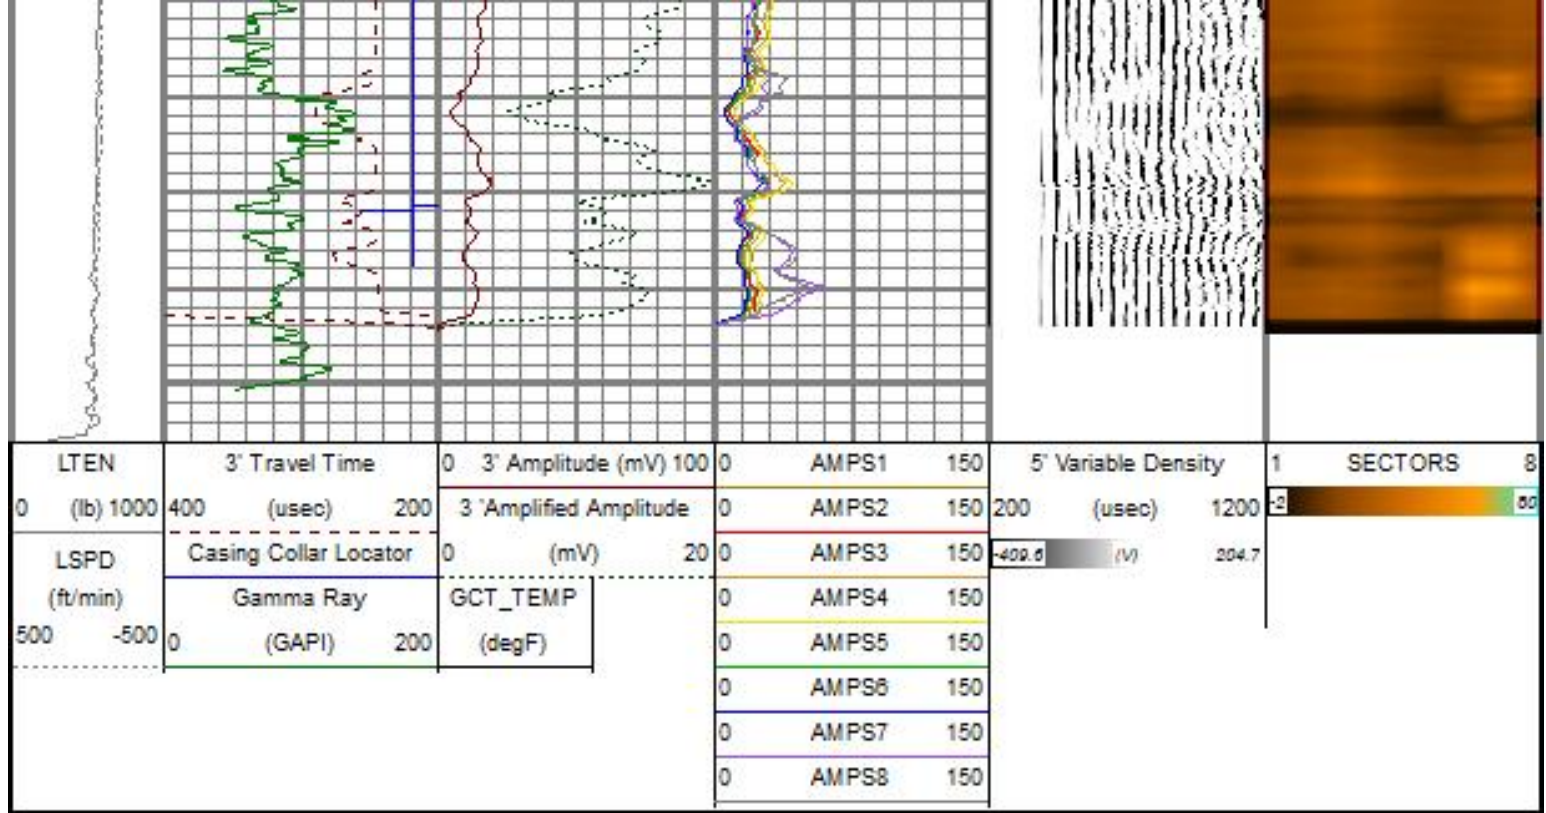 LTEN
0 (lb) 1000
LSPD
(ft/min)
500 -500
3' Travel Time
400 (usec) 200
Casing Collar Locator
Gamma Ray
0 (GAPI) 200
0 3' Amplitude (mV) 100
3 'Amplified Amplitude
0 (mV) 20
GCT_TEMP
(degF)
0 AMPS1 150
0 AMPS2 150
0 AMPS3 150
0 AMPS4 150
0 AMPS5 150
0 AMPS6 150
0 AMPS7 150
0 AMPS8 150
5' Variable Density
200 (usec) 1200
-409.6 (V) 204.7
1 SECTORS 8
-2 60